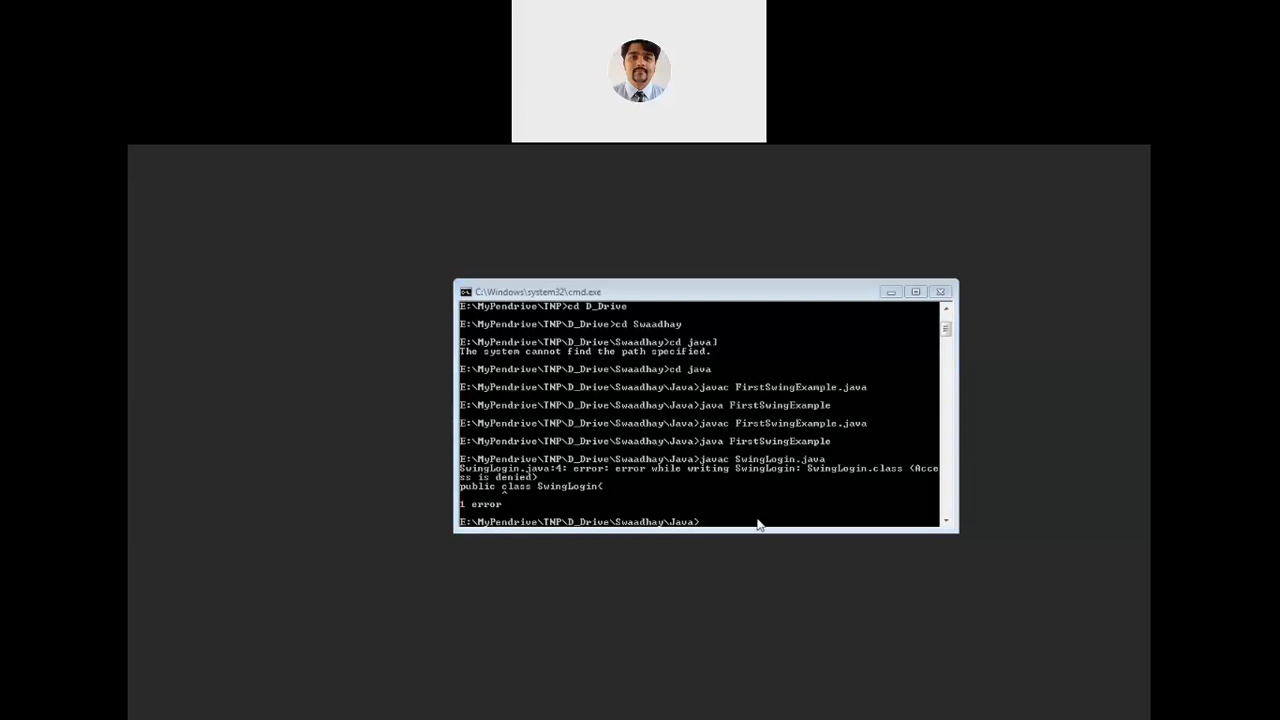 C:\Windows\system32\cmd.exe
E:\MyPendrive\TNP>cd D_Drive
E:\MyPendrive\TNP\D_Drive>cd Swaadhay
E:\MyPendrive\TNP\D_Drive\Swaadhay>cd java]
The system cannot find the path specified.
E:\MyPendrive\TNP\D_Drive\Swaadhay>cd java
E:\MyPendrive\TNP\D_Drive\Swaadhay\Java>javac FirstSwingExample.java
E:\MyPendrive\TNP\D_Drive\Swaadhay\Java>java FirstSwingExample
E:\MyPendrive\TNP\D_Drive\Swaadhay\Java>javac FirstSwingExample.java
E:\MyPendrive\TNP\D_Drive\Swaadhay\Java>java FirstSwingExample
E:\MyPendrive\TNP\D_Drive\Swaadhay\Java>javac SwingLogin.java
SwingLogin.java:4: error: error while writing SwingLogin: SwingLogin.class (Acce
ss is denied)
public class SwingLogin{
^
1 error
E:\MyPendrive\TNP\D_Drive\Swaadhay\Java>